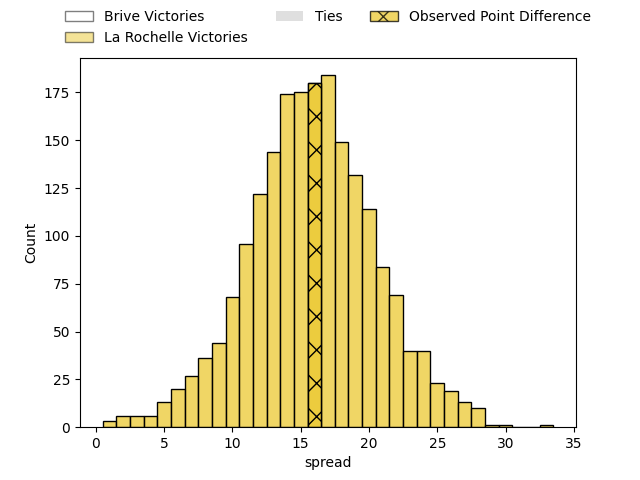 Brive Victories
Ties
Observed Point Difference
La Rochelle Victories
175
150
125
100
75
50
25
0
Count
0 5 10 15 20 25 30 35
spread